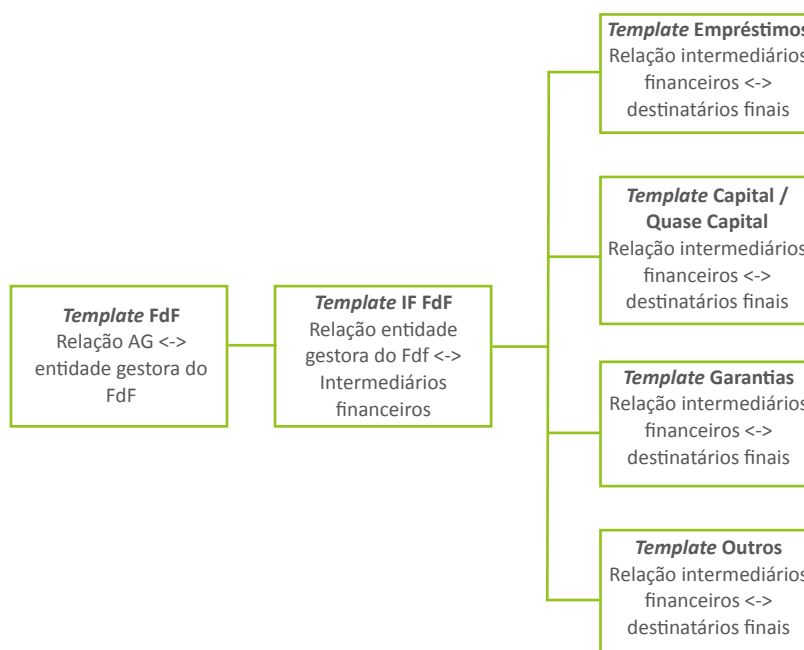 Template FdF
Relação AG <->
entidade gestora do
FdF
Template IF FdF
Relação entidade
gestora do Fdf <->
Intermediários
financeiros
Template Empréstimos
Relação intermediários
financeiros <->
destinatários finais
Template Capital /
Quase Capital
Relação intermediários
financeiros <->
destinatários finais
Template Garantias
Relação intermediários
financeiros <->
destinatários finais
Template Outros
Relação intermediários
financeiros <->
destinatários finais